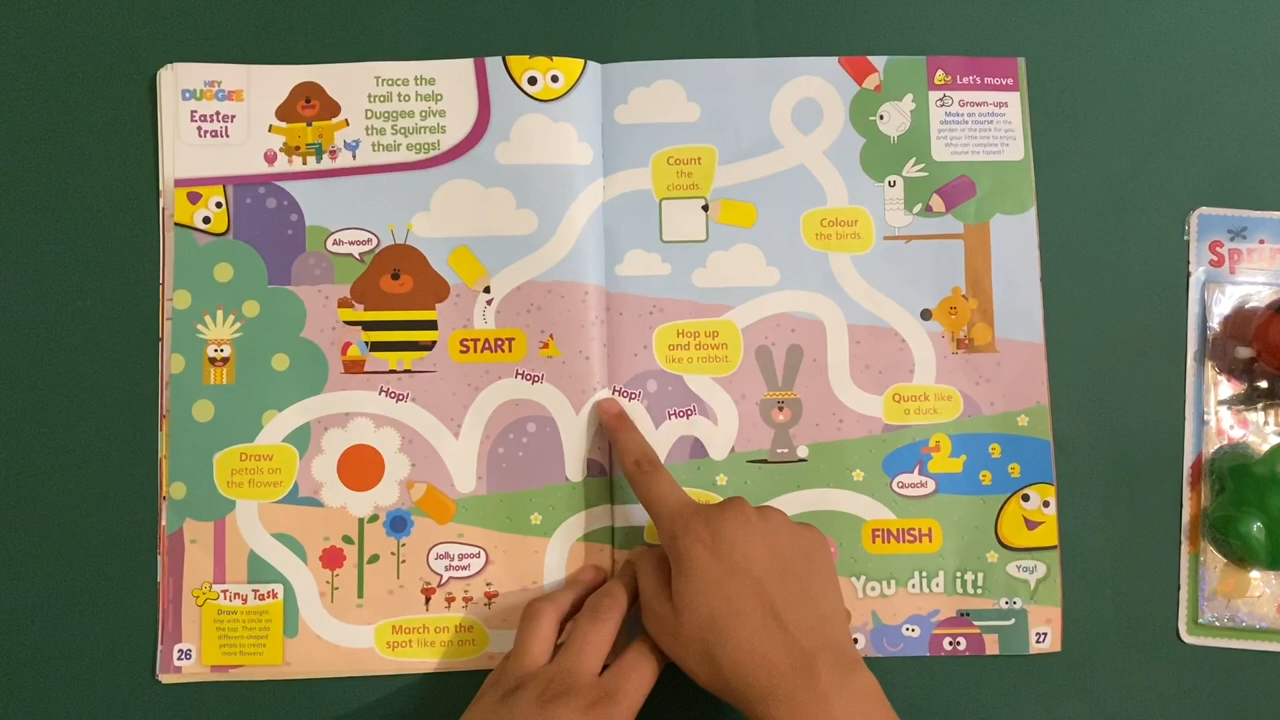 HEY
DUGGEE
Easter
trail
Trace the
trail to help
Duggee give
the Squirrels
their eggs!
Let's move
Grown-ups
Make an outdoor
obstacle course in the
garden or the park for you
and your little one to enjoy.
Who can complete the
course the fastest?
Count
the
clouds.
Colour
the birds.
Ah-woof!
START
Hop up
and down
like a rabbit.
Quack like
a duck.
Hop!
Hop!
Hop!
Hop!
Draw
petals on
the flower.
Quack!
FINISH
Jolly good
show!
Yay!
You did it!
Tiny Task
Draw a straight
line with a circle on
the top. Then add
different-shaped
petals to create
more flowers!
March on the
spot like an ant.
26
27
Sprin